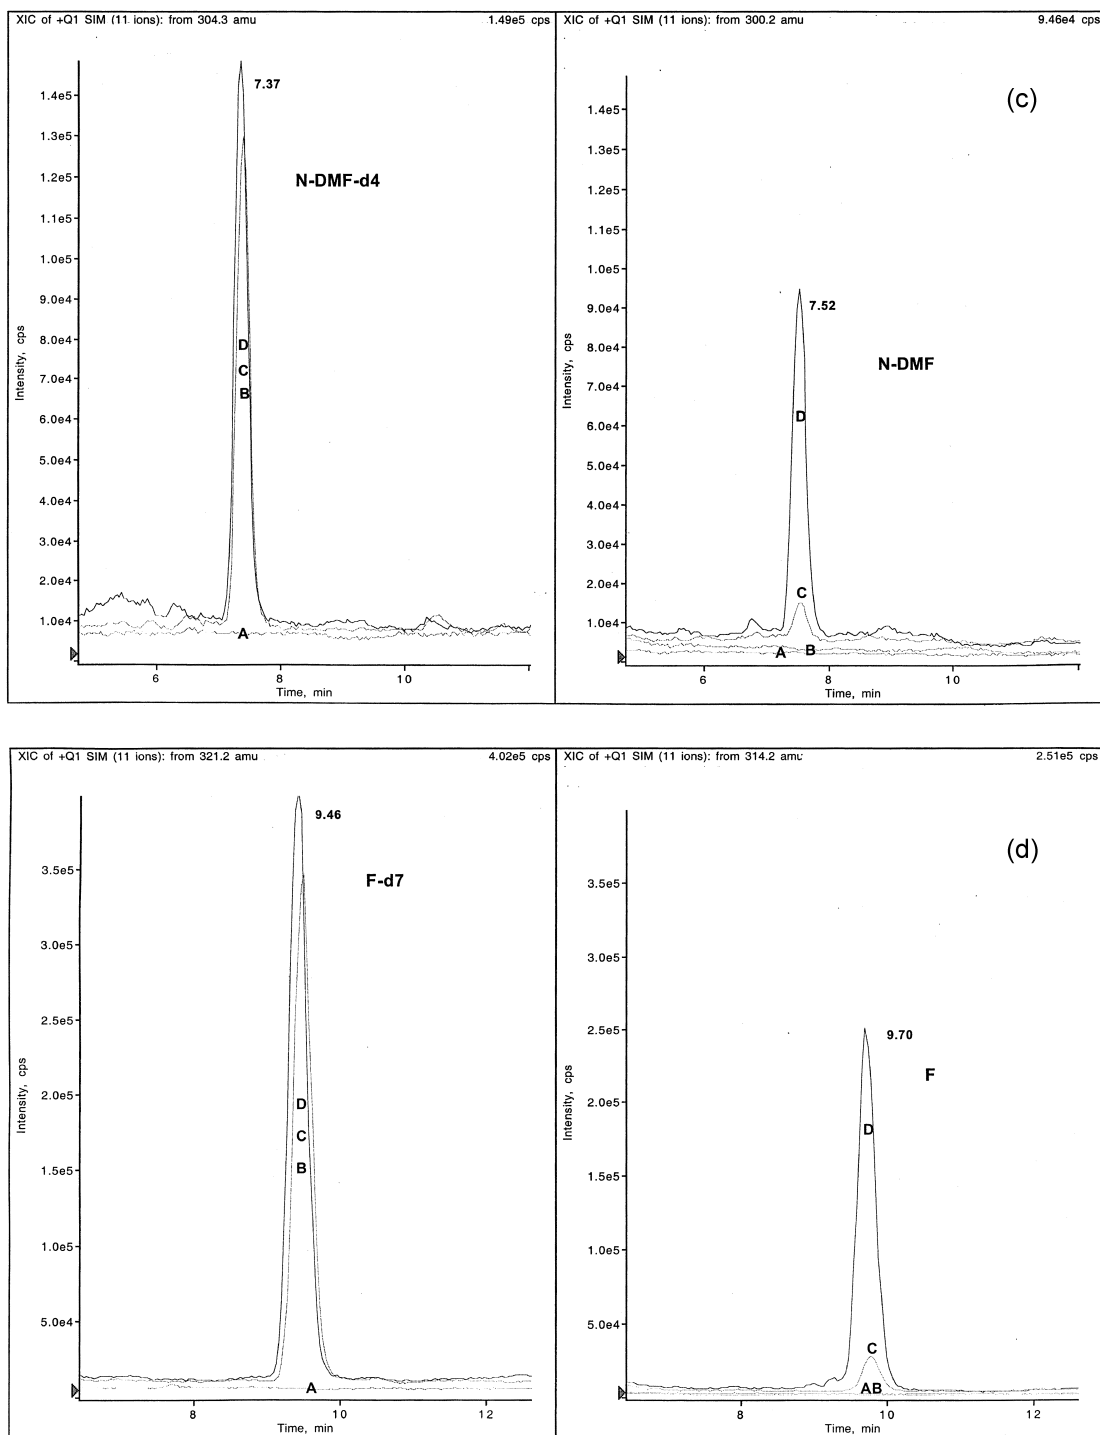 XIC of +Q1 SIM (11 ions): from 304.3 amu 1.49e5 cps
7.37
N-DMF-d4
1.4e5
1.3e5
1.2e5
1.1e5
1.0e5
9.0e4
8.0e4
7.0e4
6.0e4
5.0e4
4.0e4
3.0e4
2.0e4
1.0e4
Intensity, cps
D
C
B
A
6 8 10
Time, min
XIC of +Q1 SIM (11 ions): from 300.2 amu 9.46e4 cps
(c)
7.52
N-DMF
1.4e5
1.3e5
1.2e5
1.1e5
1.0e5
9.0e4
8.0e4
7.0e4
6.0e4
5.0e4
4.0e4
3.0e4
2.0e4
1.0e4
Intensity, cps
D
C
A B
6 8 10
Time, min
XIC of +Q1 SIM (11 ions): from 321.2 amu 4.02e5 cps
9.46
F-d7
3.5e5
3.0e5
2.5e5
2.0e5
1.5e5
1.0e5
5.0e4
Intensity, cps
D
C
B
A
8 10 12
Time, min
XIC of +Q1 SIM (11 ions): from 314.2 amu 2.51e5 cps
(d)
9.70
F
3.5e5
3.0e5
2.5e5
2.0e5
1.5e5
1.0e5
5.0e4
Intensity, cps
D
C
AB
8 10 12
Time, min